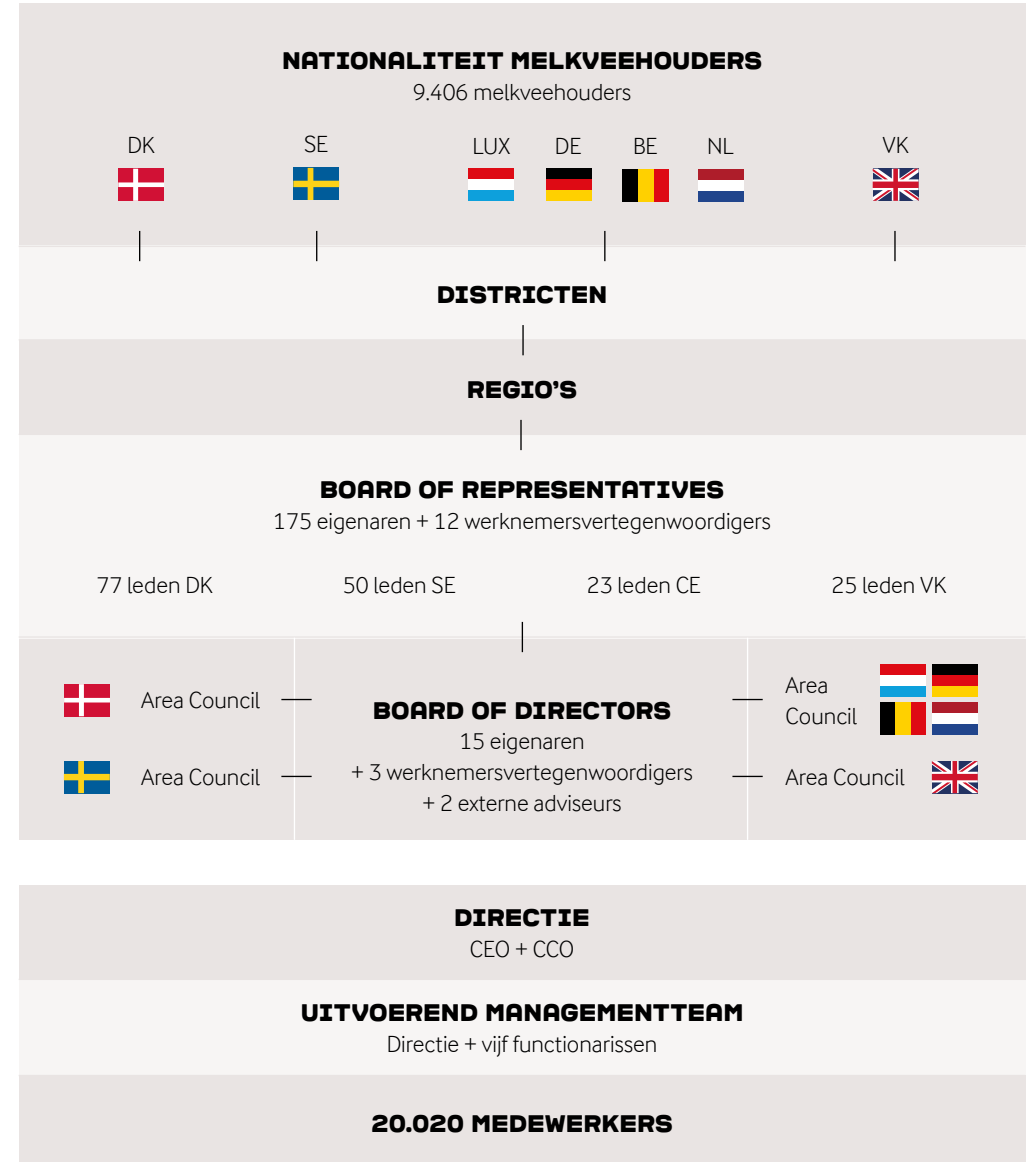 NATIONALITEIT MELKVEEHOUDERS
9.406 melkveehouders
DK SE LUX DE BE NL VK
DISTRICTEN
REGIO'S
BOARD OF REPRESENTATIVES
175 eigenaren + 12 werknemersvertegenwoordigers
77 leden DK 50 leden SE 23 leden CE 25 leden VK
Area Council
Area Council
BOARD OF DIRECTORS
15 eigenaren
+ 3 werknemersvertegenwoordigers
+ 2 externe adviseurs
Area
Council
Area Council
DIRECTIE
CEO + CCO
UITVOEREND MANAGEMENTTEAM
Directie + vijf functionarissen
20.020 MEDEWERKERS